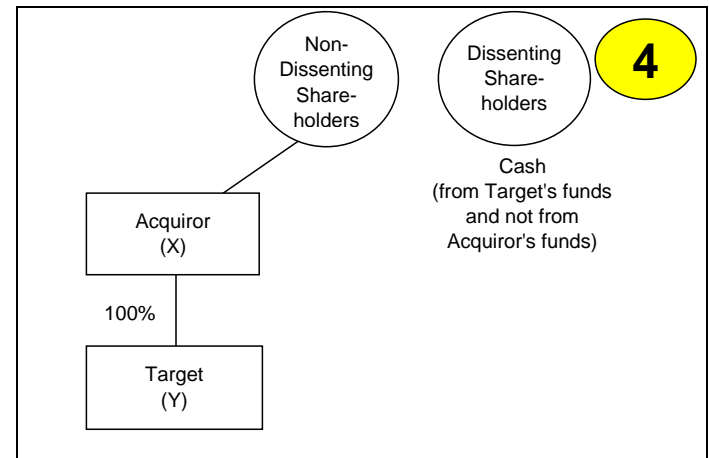 Non-
Dissenting
Share-
holders
Dissenting
Share-
holders
4
Cash
(from Target's funds
and not from
Acquiror's funds)
Acquiror
(X)
100%
Target
(Y)